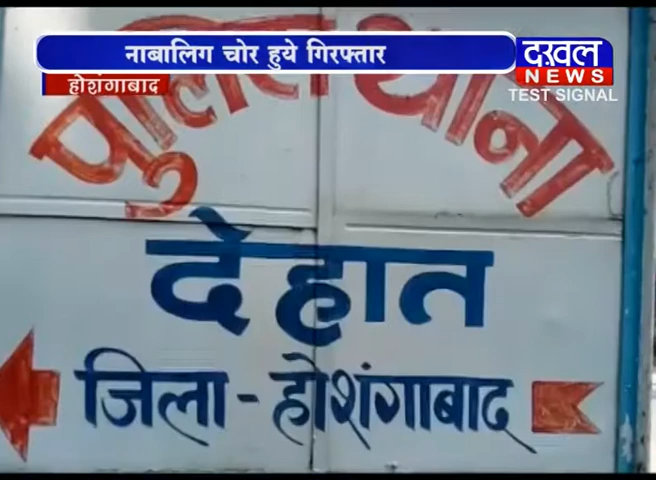 नाबालिग चोर हुये गिरफ्तार
होशंगाबाद
दखल
NEWS
TEST SIGNAL
पुलिस थाना
देहात
जिला - होशंगाबाद